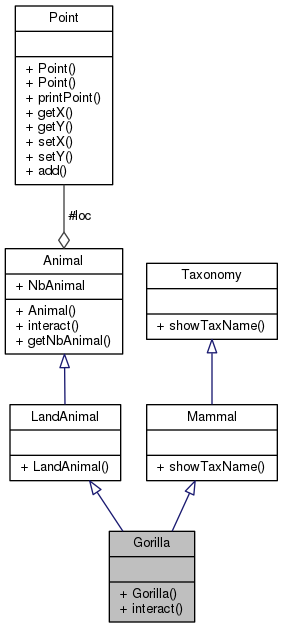 Point
+ Point()
+ Point()
+ printPoint()
+ getX()
+ getY()
+ setX()
+ setY()
+ add()
#loc
Animal
+ NbAnimal
+ Animal()
+ interact()
+ getNbAnimal()
Taxonomy
+ showTaxName()
LandAnimal
+ LandAnimal()
Mammal
+ showTaxName()
Gorilla
+ Gorilla()
+ interact()